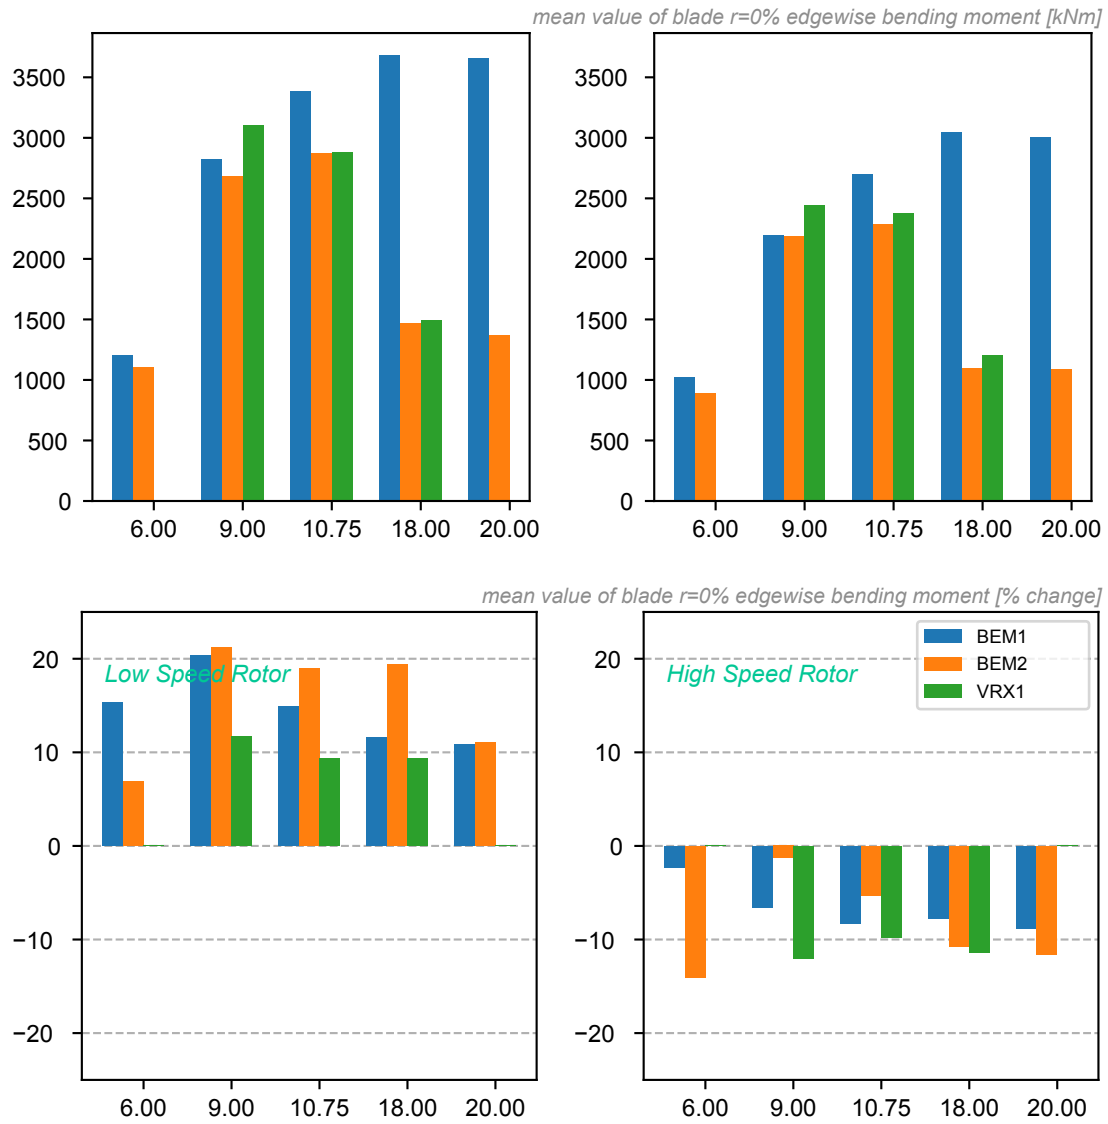 mean value of blade r=0% edgewise bending moment [kNm]
3500
3000
2500
2000
1500
1000
500
0
6.00 9.00 10.75 18.00 20.00
3500
3000
2500
2000
1500
1000
500
0
6.00 9.00 10.75 18.00 20.00
mean value of blade r=0% edgewise bending moment [% change]
Low Speed Rotor
20
10
0
−10
−20
6.00 9.00 10.75 18.00 20.00
High Speed Rotor
BEM1
BEM2
VRX1
20
10
0
−10
−20
6.00 9.00 10.75 18.00 20.00